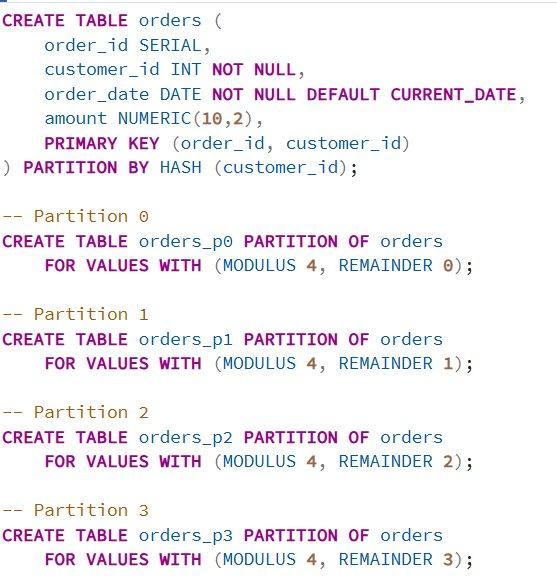 CREATE TABLE orders (
    order_id SERIAL,
    customer_id INT NOT NULL,
    order_date DATE NOT NULL DEFAULT CURRENT_DATE,
    amount NUMERIC(10,2),
    PRIMARY KEY (order_id, customer_id)
) PARTITION BY HASH (customer_id);

-- Partition 0
CREATE TABLE orders_p0 PARTITION OF orders
    FOR VALUES WITH (MODULUS 4, REMAINDER 0);

-- Partition 1
CREATE TABLE orders_p1 PARTITION OF orders
    FOR VALUES WITH (MODULUS 4, REMAINDER 1);

-- Partition 2
CREATE TABLE orders_p2 PARTITION OF orders
    FOR VALUES WITH (MODULUS 4, REMAINDER 2);

-- Partition 3
CREATE TABLE orders_p3 PARTITION OF orders
    FOR VALUES WITH (MODULUS 4, REMAINDER 3);